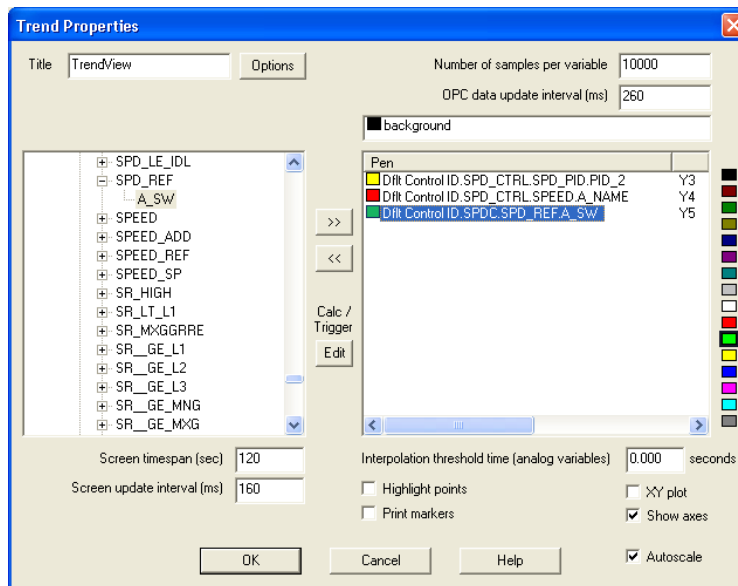 Trend Properties
Title TrendView Options
Number of samples per variable 10000
OPC data update interval (ms) 260
background
SPD_LE_IDL
SPD_REF
A_SW
SPEED
SPEED_ADD
SPEED_REF
SPEED_SP
SR_HIGH
SR_LT_L1
SR_MXGGRRE
SR__GE_L1
SR__GE_L2
SR__GE_L3
SR__GE_MNG
SR__GE_MXG
>>
<<
Calc /
Trigger
Edit
Pen
Dflt Control ID.SPD_CTRL.SPD_PID.PID_2 Y3
Dflt Control ID.SPD_CTRL.SPEED.A_NAME Y4
Dflt Control ID.SPDC.SPD_REF.A_SW Y5
Screen timespan (sec) 120
Screen update interval (ms) 160
Interpolation threshold time (analog variables) 0.000 seconds
Highlight points
Print markers
XY plot
Show axes
Autoscale
OK Cancel Help